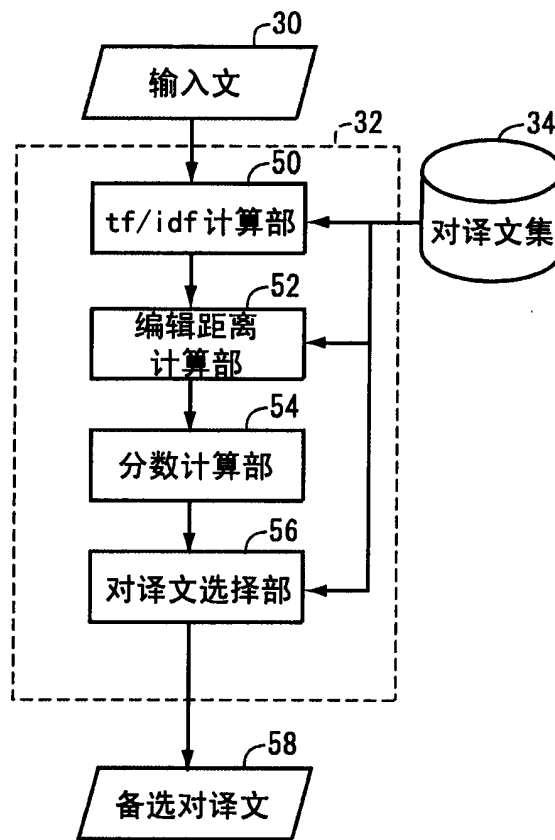 30
输入文
32
34
50
tf/idf计算部
对译文集
52
编辑距离
计算部
54
分数计算部
56
对译文选择部
58
备选对译文